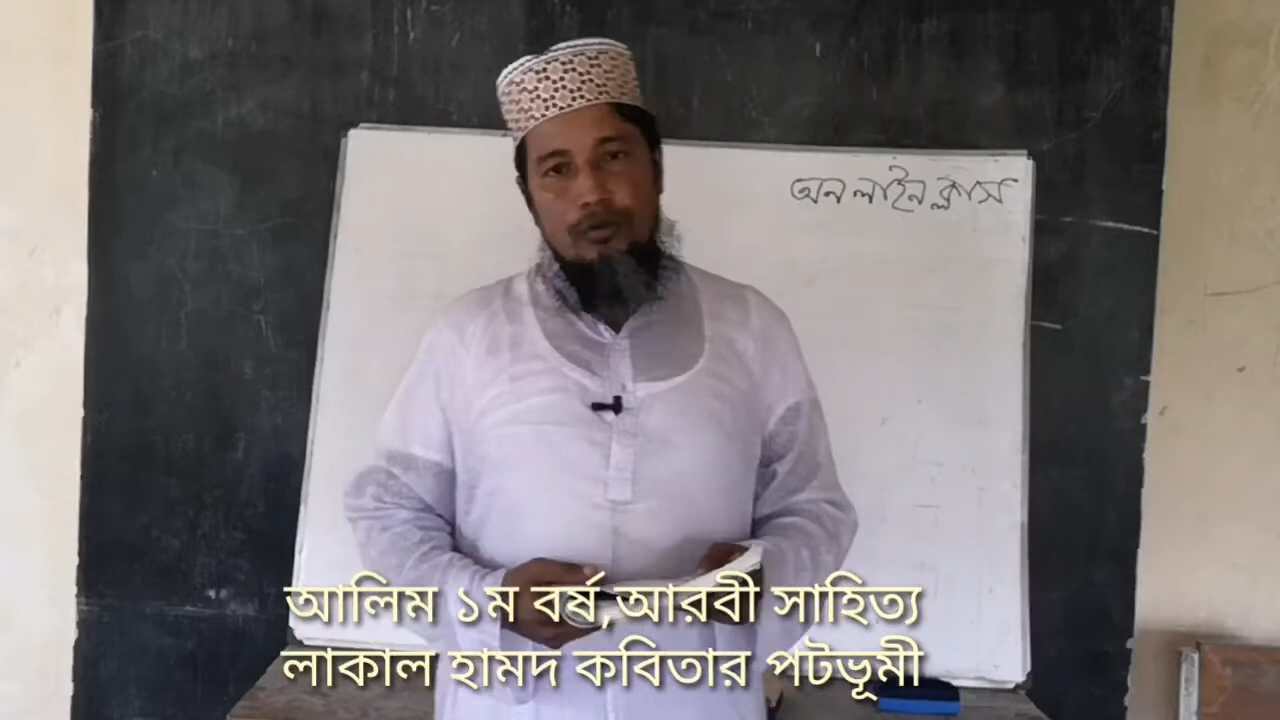 অনলাইন ক্লাস
আলিম ১ম বর্ষ,আরবী সাহিত্য
লাকাল হামদ কবিতার পটভূমী